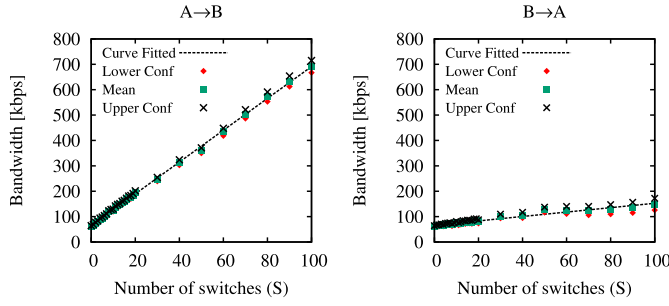 A→B
800
700
600
500
400
300
200
100
0
Bandwidth [kbps]
Curve Fitted
Lower Conf
Mean
Upper Conf
0 20 40 60 80 100
Number of switches (S)
B→A
800
700
600
500
400
300
200
100
0
Bandwidth [kbps]
Curve Fitted
Lower Conf
Mean
Upper Conf
0 20 40 60 80 100
Number of switches (S)